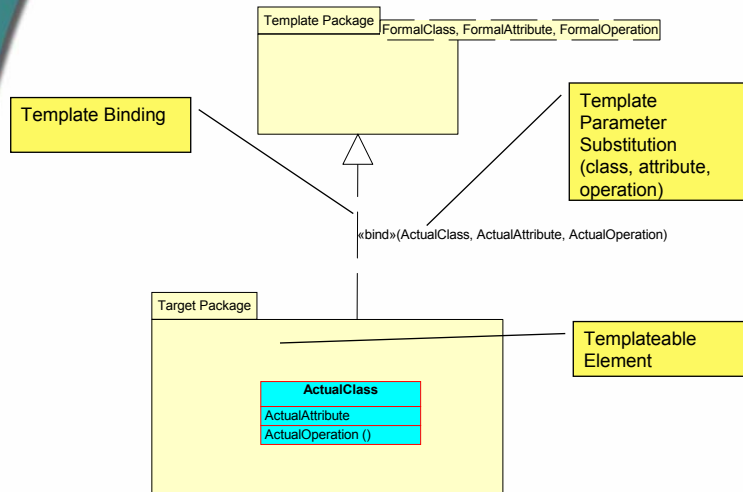 Template Package
FormalClass, FormalAttribute, FormalOperation
Template Binding
Template
Parameter
Substitution
(class, attribute,
operation)
«bind»(ActualClass, ActualAttribute, ActualOperation)
Target Package
Templateable
Element
ActualClass
ActualAttribute
ActualOperation ()